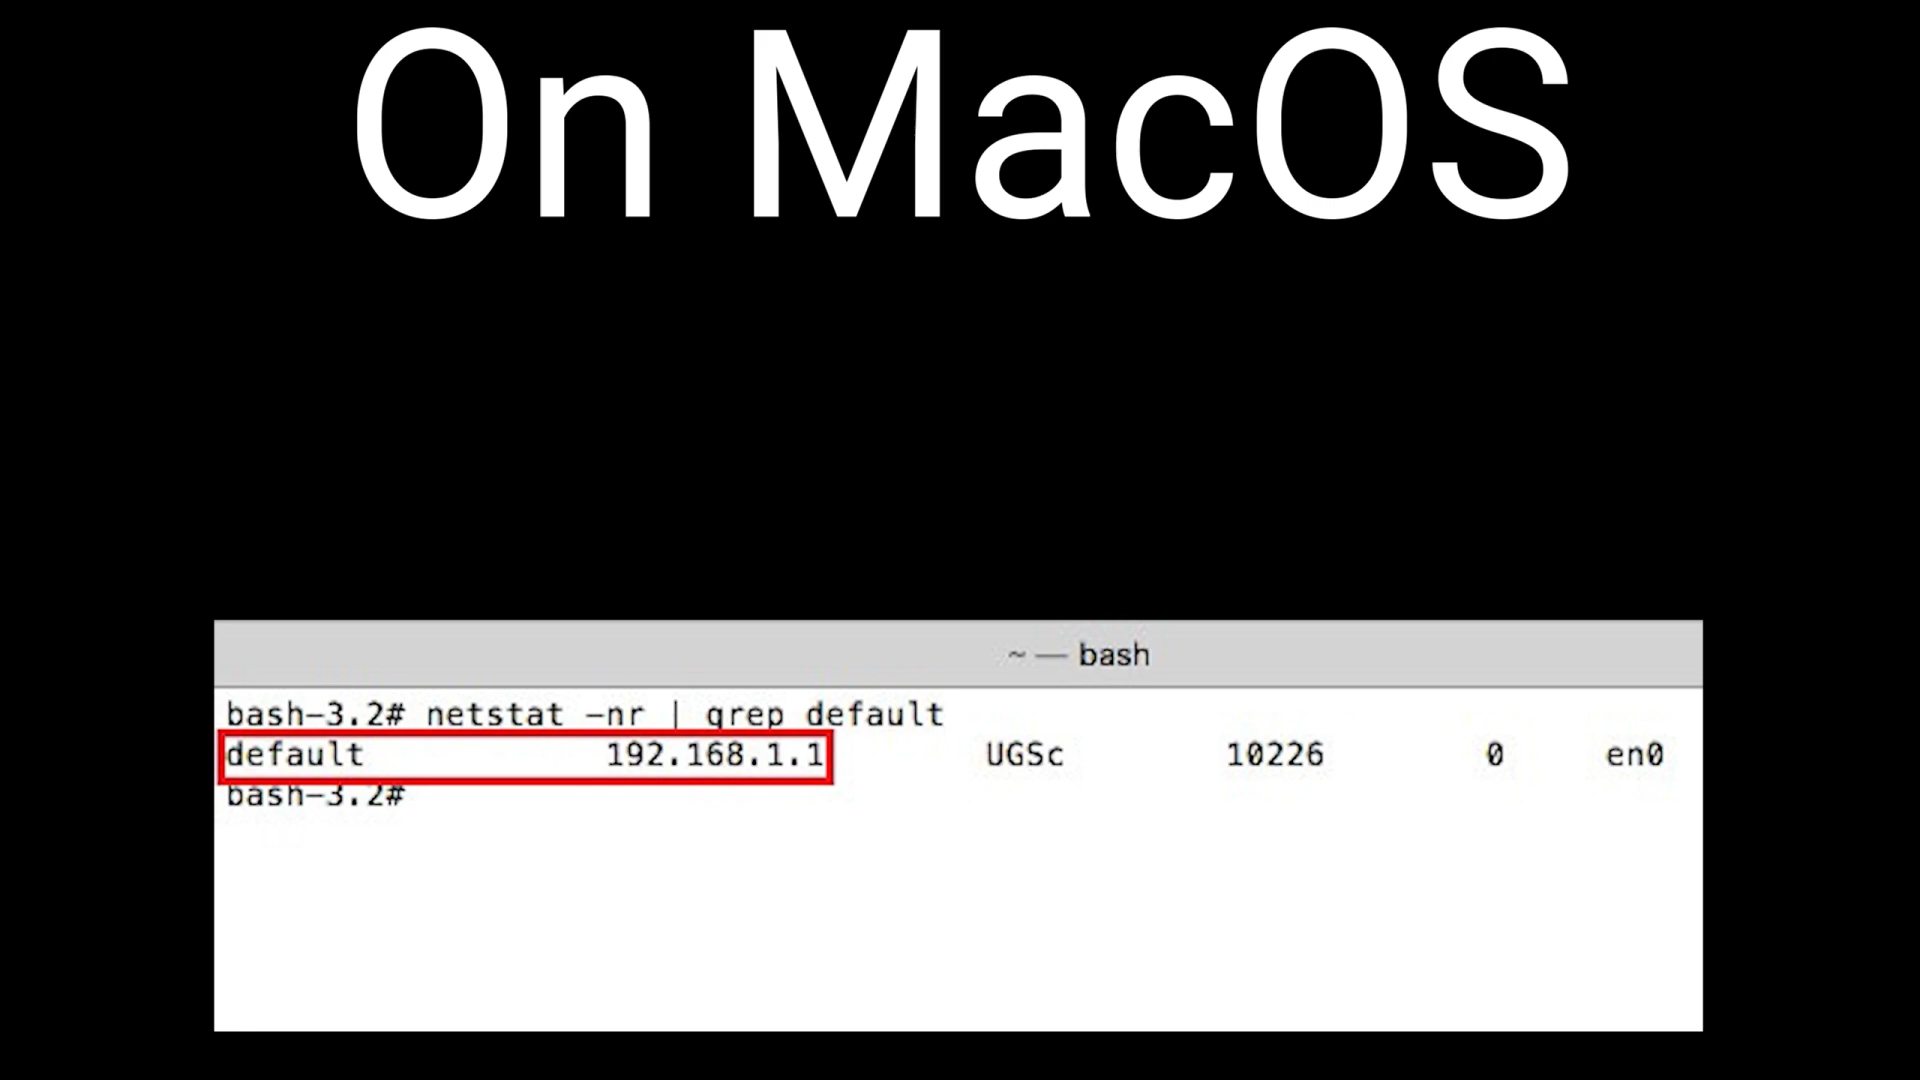 On MacOS
~ — bash
bash-3.2# netstat -nr | grep default
default 192.168.1.1 UGSc 10226 0 en0
bash-3.2#